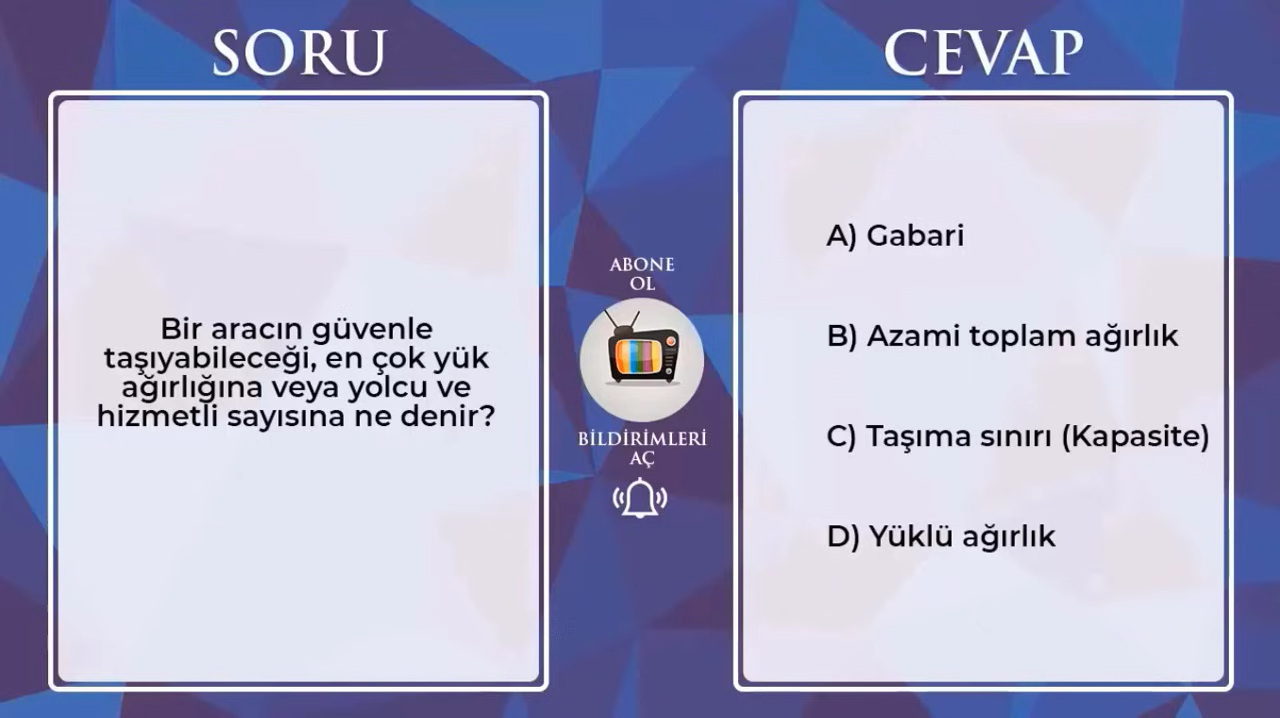 SORU
Bir aracın güvenle
taşıyabileceği, en çok yük
ağırlığına veya yolcu ve
hizmetli sayısına ne denir?
ABONE
OL
BİLDİRİMLERİ
AÇ
CEVAP
A) Gabari
B) Azami toplam ağırlık
C) Taşıma sınırı (Kapasite)
D) Yüklü ağırlık